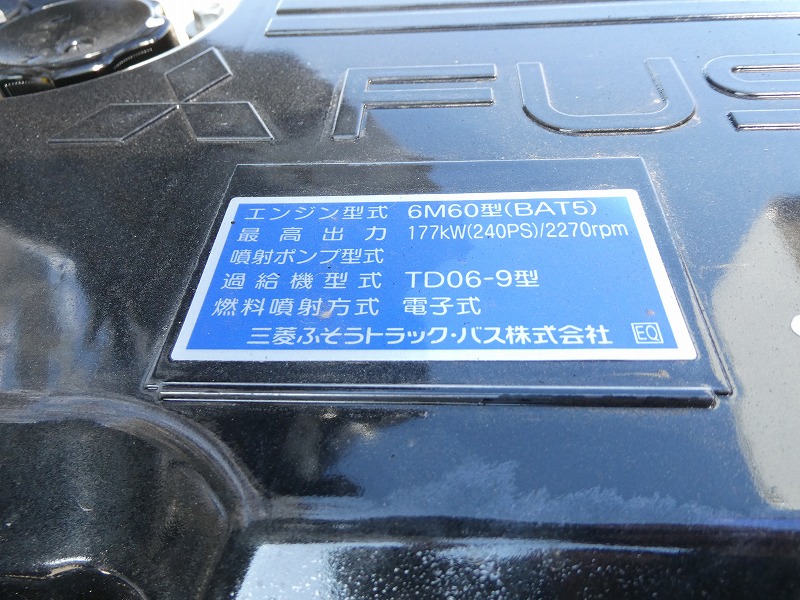 FUS
エンジン型式 6M60型(BAT5)
最高出力 177kW(240PS)/2270rpm
噴射ポンプ型式
過給機型式 TD06-9型
燃料噴射方式 電子式
三菱ふそうトラック・バス株式会社 EQ